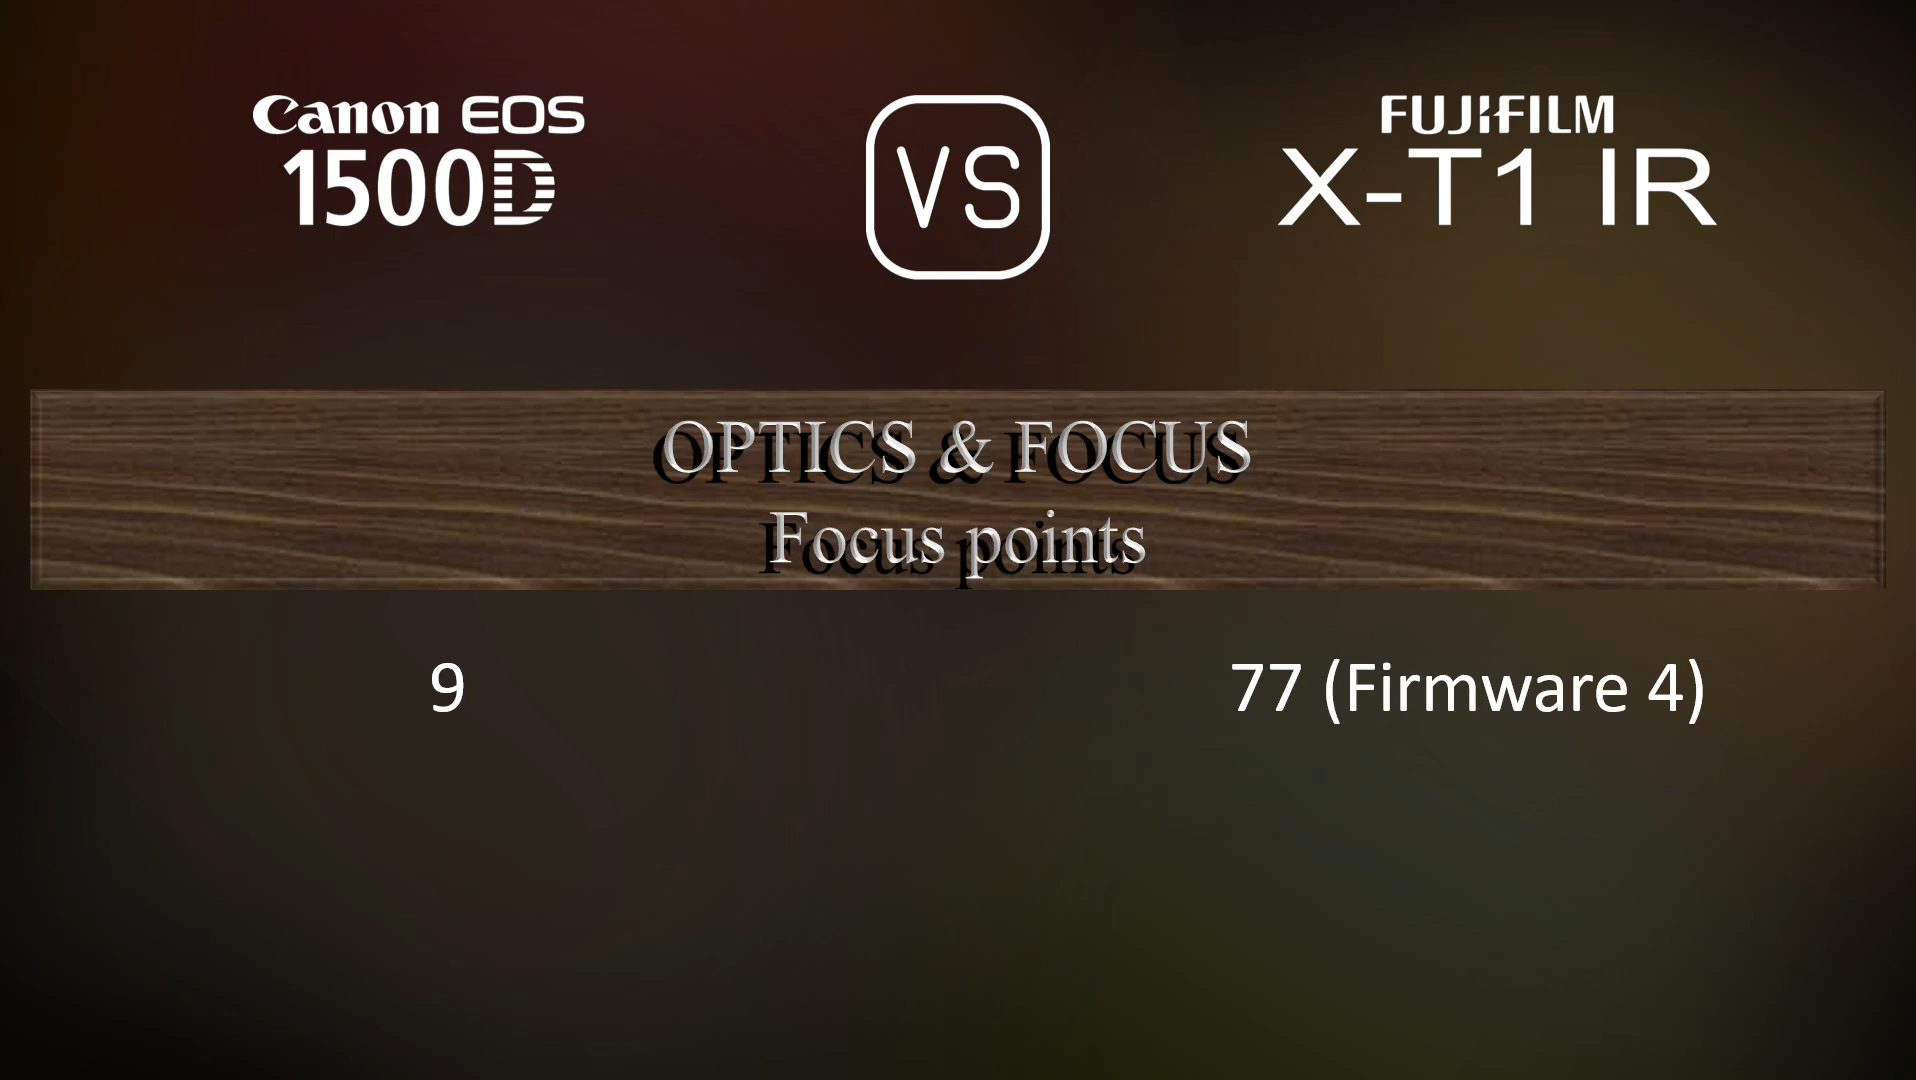 Canon EOS
1500D
VS
FUJIFILM
X-T1 IR
OPTICS & FOCUS
Focus points
9
77 (Firmware 4)